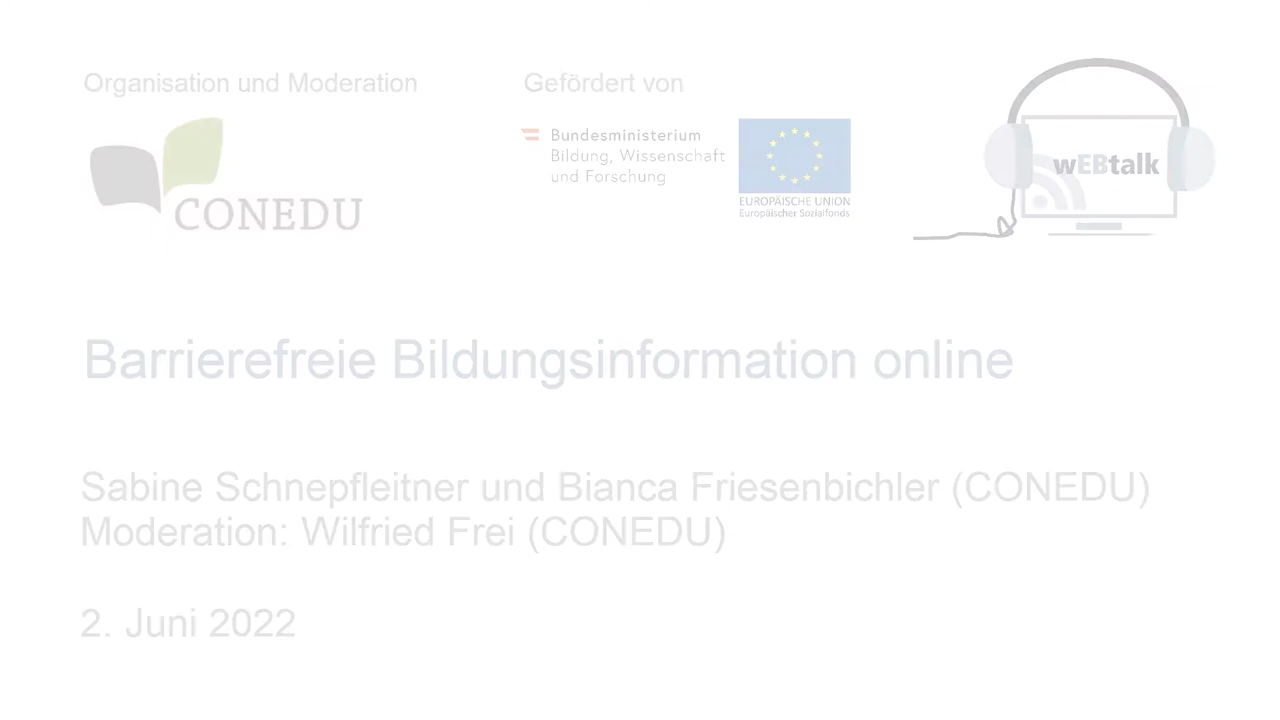 Organisation und Moderation
CONEDU
Gefördert von
Bundesministerium
Bildung, Wissenschaft
und Forschung
EUROPÄISCHE UNION
Europäischer Sozialfonds
wEBtalk
Barrierefreie Bildungsinformation online
Sabine Schnepfleitner und Bianca Friesenbichler (CONEDU)
Moderation: Wilfried Frei (CONEDU)
2. Juni 2022